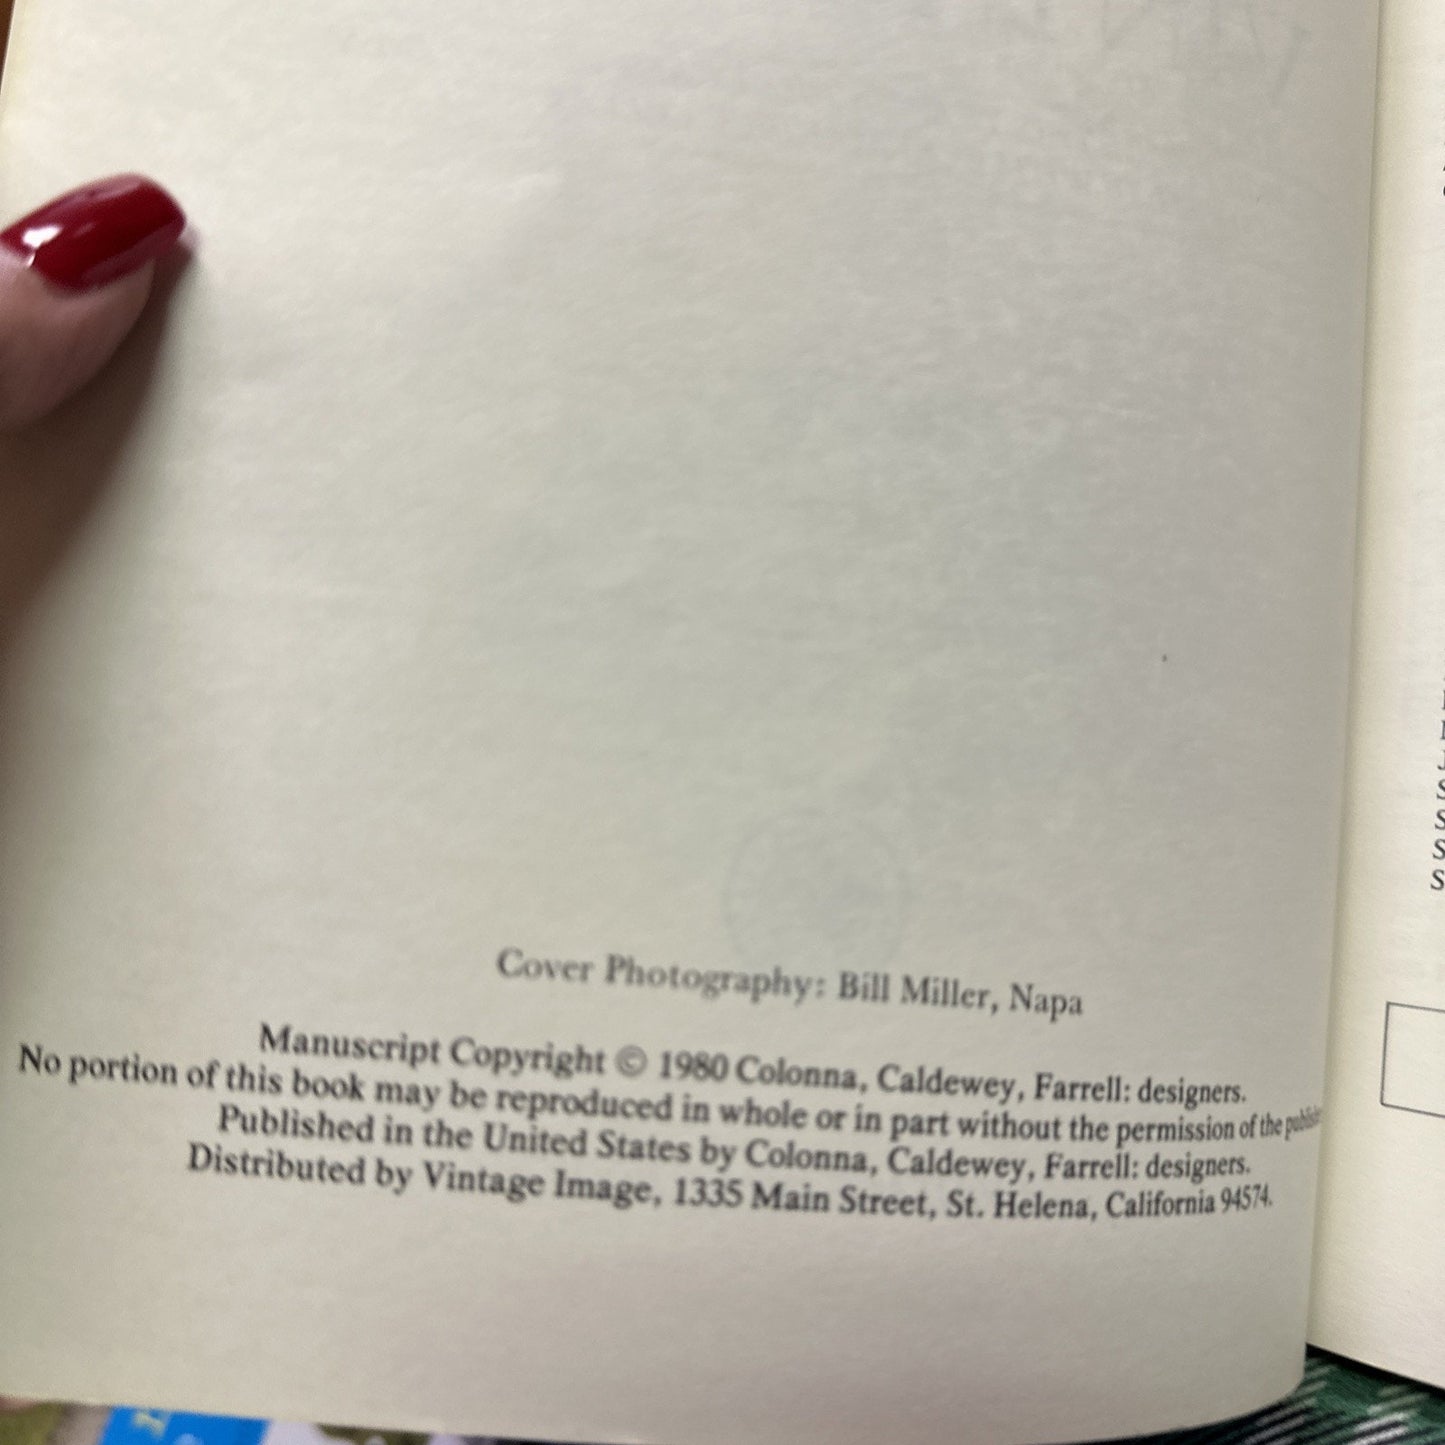 Cover Photography: Bill Miller, Napa
Manuscript Copyright © 1980 Colonna, Caldewey, Farrell: designers.
No portion of this book may be reproduced in whole or in part without the permission of the
Published in the United States by Colonna, Caldewey, Farrell: designers.
Distributed by Vintage Image, 1335 Main Street, St. Helena, California 94574.
S
S
S
S